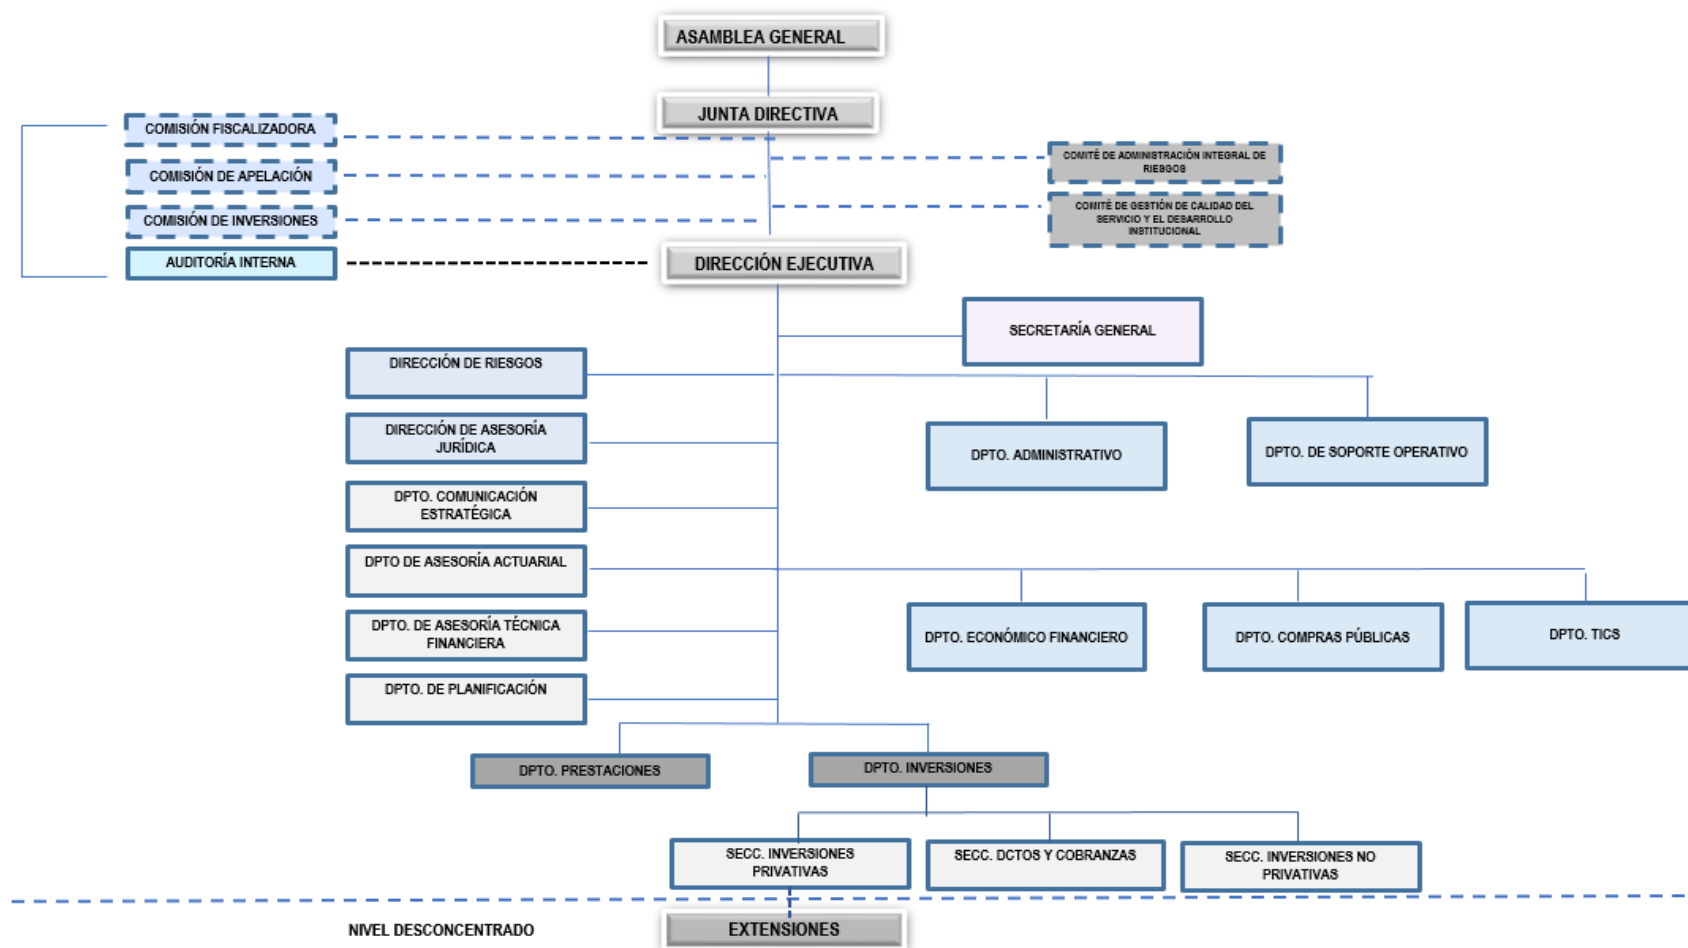 ASAMBLEA GENERAL
JUNTA DIRECTIVA
COMISIÓN FISCALIZADORA
COMISIÓN DE APELACIÓN
COMISIÓN DE INVERSIONES
AUDITORÍA INTERNA
COMITÉ DE ADMINISTRACIÓN INTEGRAL DE
RIESGOS
COMITÉ DE GESTIÓN DE CALIDAD DEL
SERVICIO Y EL DESARROLLO
INSTITUCIONAL
DIRECCIÓN EJECUTIVA
SECRETARÍA GENERAL
DIRECCIÓN DE RIESGOS
DIRECCIÓN DE ASESORÍA
JURÍDICA
DPTO. COMUNICACIÓN
ESTRATÉGICA
DPTO DE ASESORÍA ACTUARIAL
DPTO. DE ASESORÍA TÉCNICA
FINANCIERA
DPTO. DE PLANIFICACIÓN
DPTO. ADMINISTRATIVO
DPTO. DE SOPORTE OPERATIVO
DPTO. ECONÓMICO FINANCIERO
DPTO. COMPRAS PÚBLICAS
DPTO. TICS
DPTO. PRESTACIONES
DPTO. INVERSIONES
SECC. INVERSIONES
PRIVATIVAS
SECC. DCTOS Y COBRANZAS
SECC. INVERSIONES NO
PRIVATIVAS
NIVEL DESCONCENTRADO
EXTENSIONES